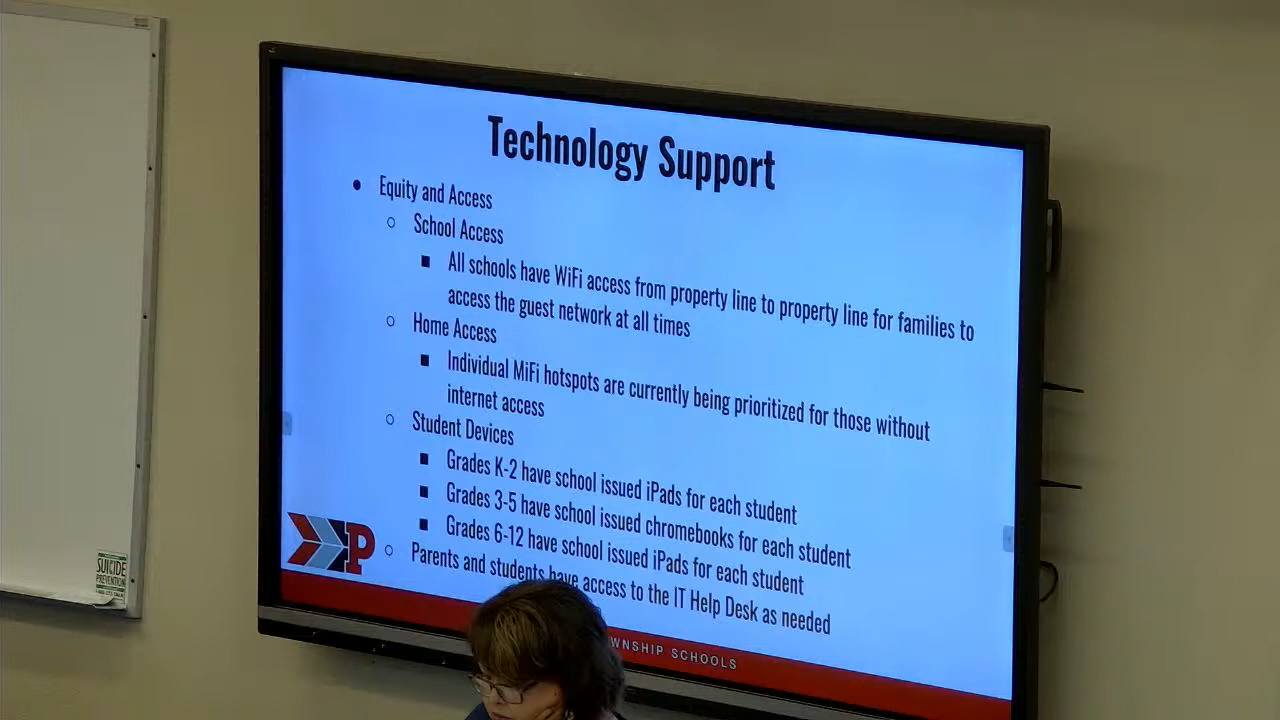 Technology Support
Equity and Access
School Access
All schools have WiFi access from property line to property line for families to
access the guest network at all times
Home Access
Individual MiFi hotspots are currently being prioritized for those without
internet access
Student Devices
Grades K-2 have school issued iPads for each student
Grades 3-5 have school issued chromebooks for each student
Grades 6-12 have school issued iPads for each student
Parents and students have access to the IT Help Desk as needed
P
WNSHIP SCHOOLS
SUICIDE
PREVENTION